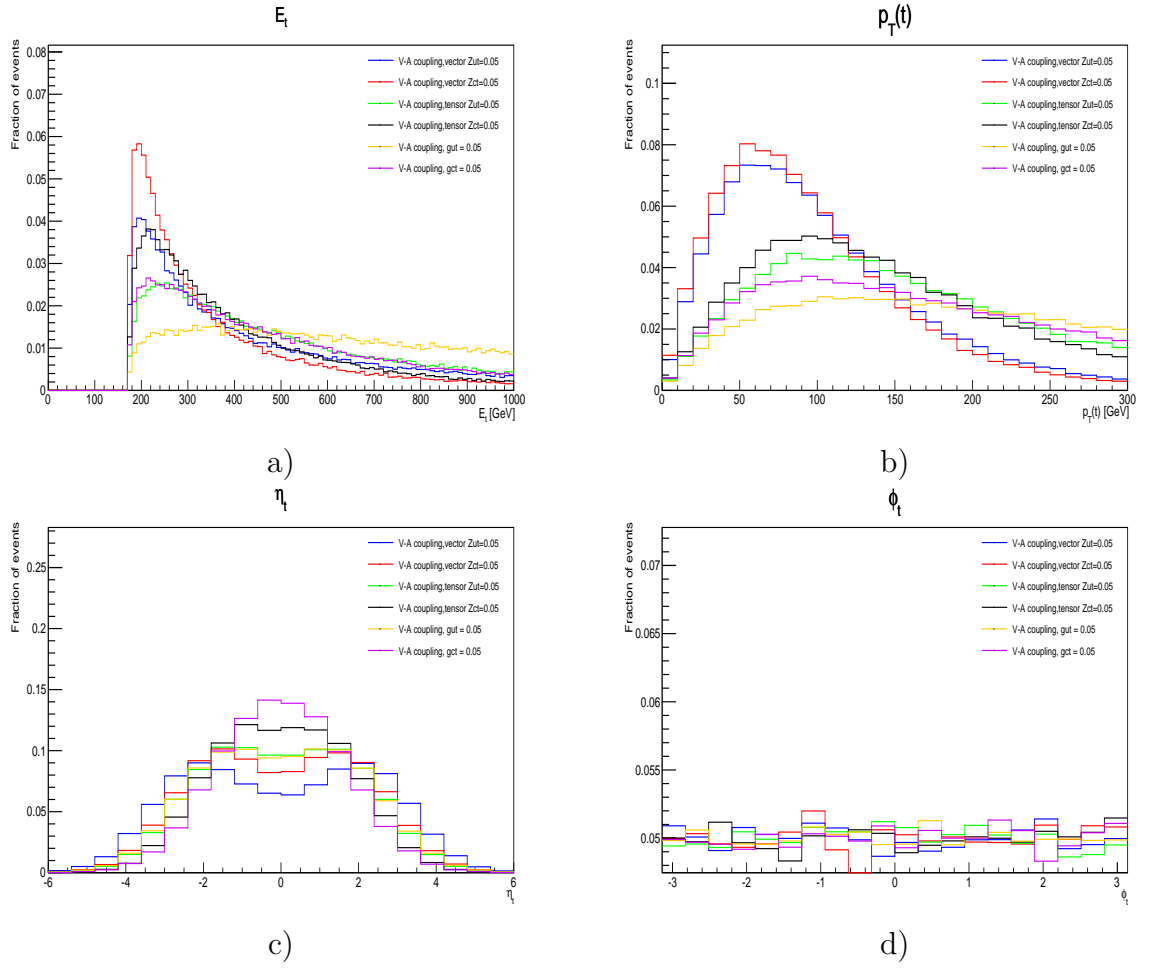 E_t
Fraction of events
0.08
0.07
0.06
0.05
0.04
0.03
0.02
0.01
0
V-A coupling,vector Zut=0.05
V-A coupling,vector Zct=0.05
V-A coupling,tensor Zut=0.05
V-A coupling,tensor Zct=0.05
V-A coupling, gut = 0.05
V-A coupling, gct = 0.05
0 100 200 300 400 500 600 700 800 900 1000
E_t [GeV]
a)
p_T(t)
Fraction of events
0.1
0.08
0.06
0.04
0.02
0
V-A coupling,vector Zut=0.05
V-A coupling,vector Zct=0.05
V-A coupling,tensor Zut=0.05
V-A coupling,tensor Zct=0.05
V-A coupling, gut = 0.05
V-A coupling, gct = 0.05
0 50 100 150 200 250 300
p_T(t) [GeV]
b)
η_t
Fraction of events
0.25
0.2
0.15
0.1
0.05
0
V-A coupling,vector Zut=0.05
V-A coupling,vector Zct=0.05
V-A coupling,tensor Zut=0.05
V-A coupling,tensor Zct=0.05
V-A coupling, gut = 0.05
V-A coupling, gct = 0.05
-6 -4 -2 0 2 4 6
η_t
c)
ϕ_t
Fraction of events
0.07
0.065
0.06
0.055
0.05
V-A coupling,vector Zut=0.05
V-A coupling,vector Zct=0.05
V-A coupling,tensor Zut=0.05
V-A coupling,tensor Zct=0.05
V-A coupling, gut = 0.05
V-A coupling, gct = 0.05
-3 -2 -1 0 1 2 3
ϕ_t
d)